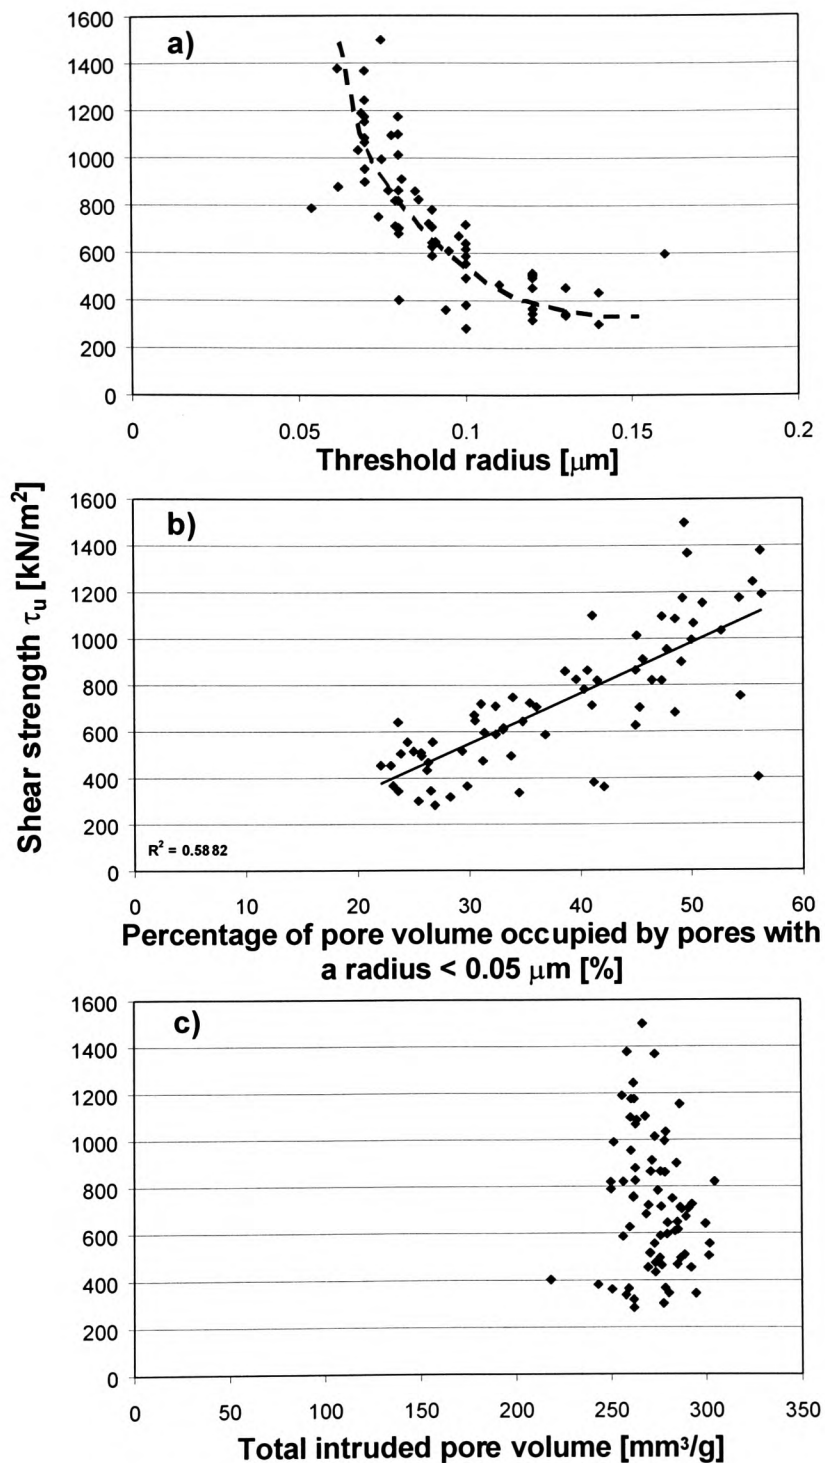 1600
a)
1400
1200
1000
800
600
400
200
0
0 0.05 0.1 0.15 0.2
Threshold radius [μm]
Shear strength τu [kN/m²]
1600
b)
1400
1200
1000
800
600
400
200
R² = 0.5882
0
0 10 20 30 40 50 60
Percentage of pore volume occupied by pores with
a radius < 0.05 μm [%]
1600
c)
1400
1200
1000
800
600
400
200
0
0 50 100 150 200 250 300 350
Total intruded pore volume [mm³/g]